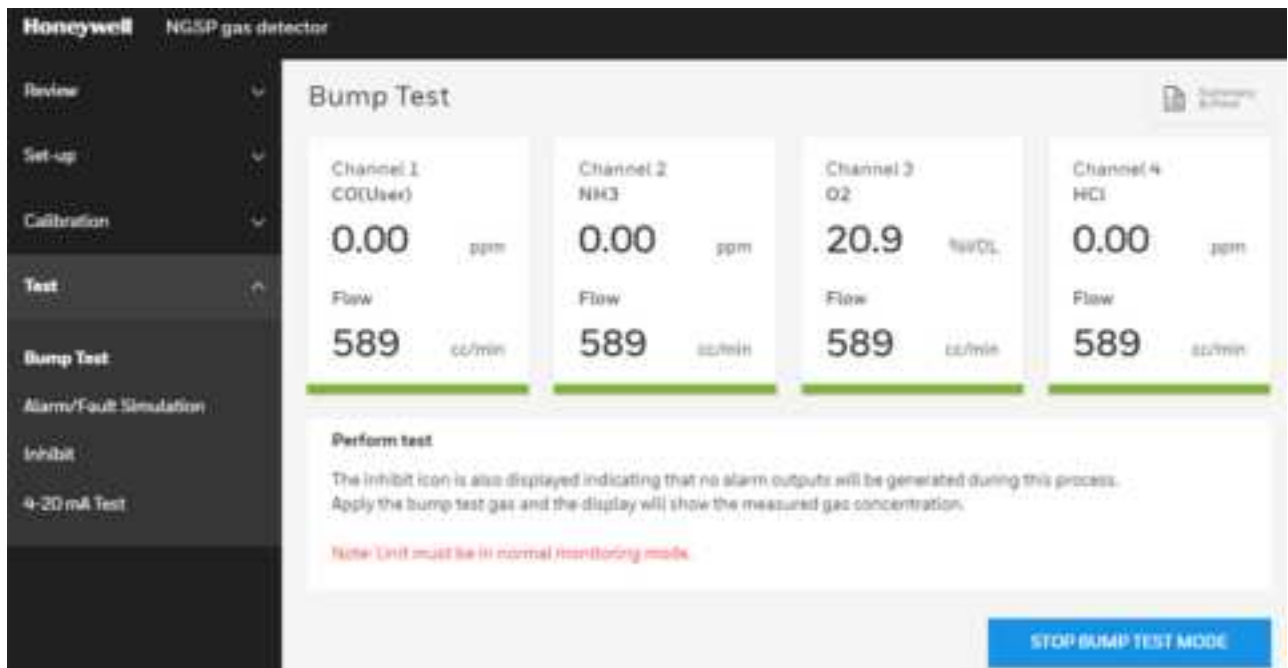 Honeywell NGSP gas detector
Review
Set-up
Calibration
Test
Bump Test
Alarm/Fault Simulation
Inhibit
4-20 mA Test
Bump Test
Summary
Channel 1
CO(User)
0.00 ppm
Flow
589 cc/min
Channel 2
NH3
0.00 ppm
Flow
589 cc/min
Channel 3
O2
20.9 %VOL
Flow
589 cc/min
Channel 4
HCl
0.00 ppm
Flow
589 cc/min
Perform test
The Inhibit icon is also displayed indicating that no alarm outputs will be generated during this process.
Apply the bump test gas and the display will show the measured gas concentration.
Note: Unit must be in normal monitoring mode.
STOP BUMP TEST MODE